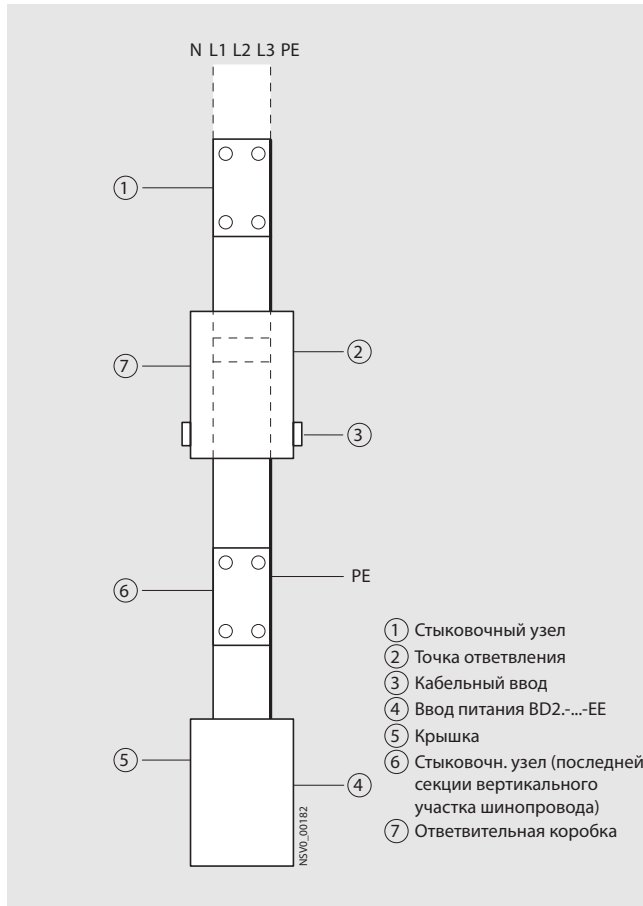 N L1 L2 L3 PE
1
7
2
3
6
PE
5
4
NSV0_00182
1 Стыковочный узел
2 Точка ответвления
3 Кабельный ввод
4 Ввод питания BD2.-...-EE
5 Крышка
6 Стыковочн. узел (последней
секции вертикального
участка шинопровода)
7 Ответвительная коробка